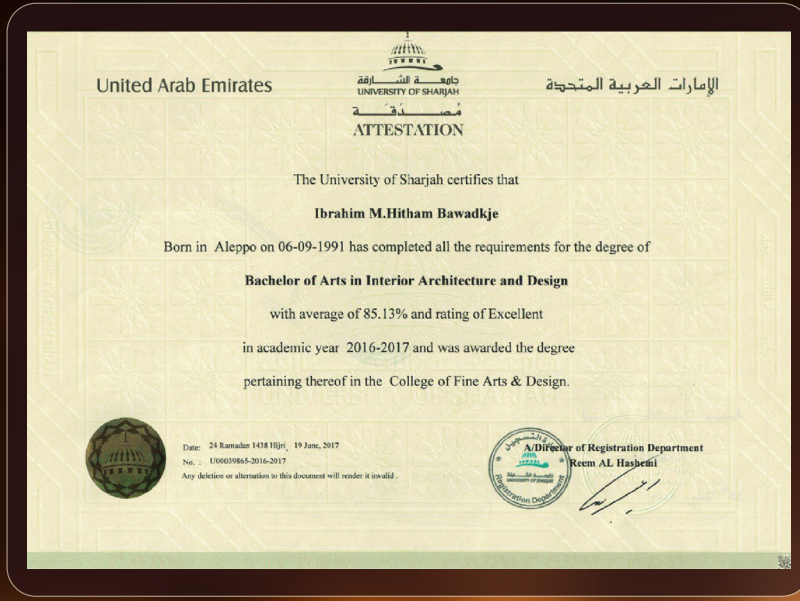 United Arab Emirates
جامعة الشارقة
UNIVERSITY OF SHARJAH
الإمارات العربية المتحدة
مُصَدَّقَة
ATTESTATION
The University of Sharjah certifies that
Ibrahim M.Hitham Bawadkje
Born in Aleppo on 06-09-1991 has completed all the requirements for the degree of
Bachelor of Arts in Interior Architecture and Design
with average of 85.13% and rating of Excellent
in academic year 2016-2017 and was awarded the degree
pertaining thereof in the College of Fine Arts & Design.
Date: 24 Ramadan 1438 Hijri, 19 June, 2017
No. : U00039865-2016-2017
Any deletion or alternation to this document will render it invalid .
A/Director of Registration Department
Reem AL Hashemi
جامعة الشارقة
UNIVERSITY OF SHARJAH
Registration Department